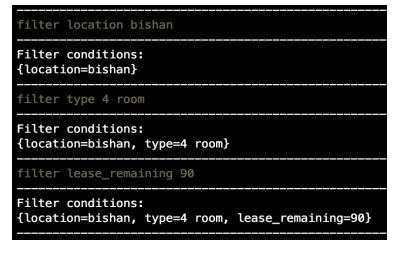 filter location bishan
Filter conditions:
{location=bishan}
filter type 4 room
Filter conditions:
{location=bishan, type=4 room}
filter lease_remaining 90
Filter conditions:
{location=bishan, type=4 room, lease_remaining=90}